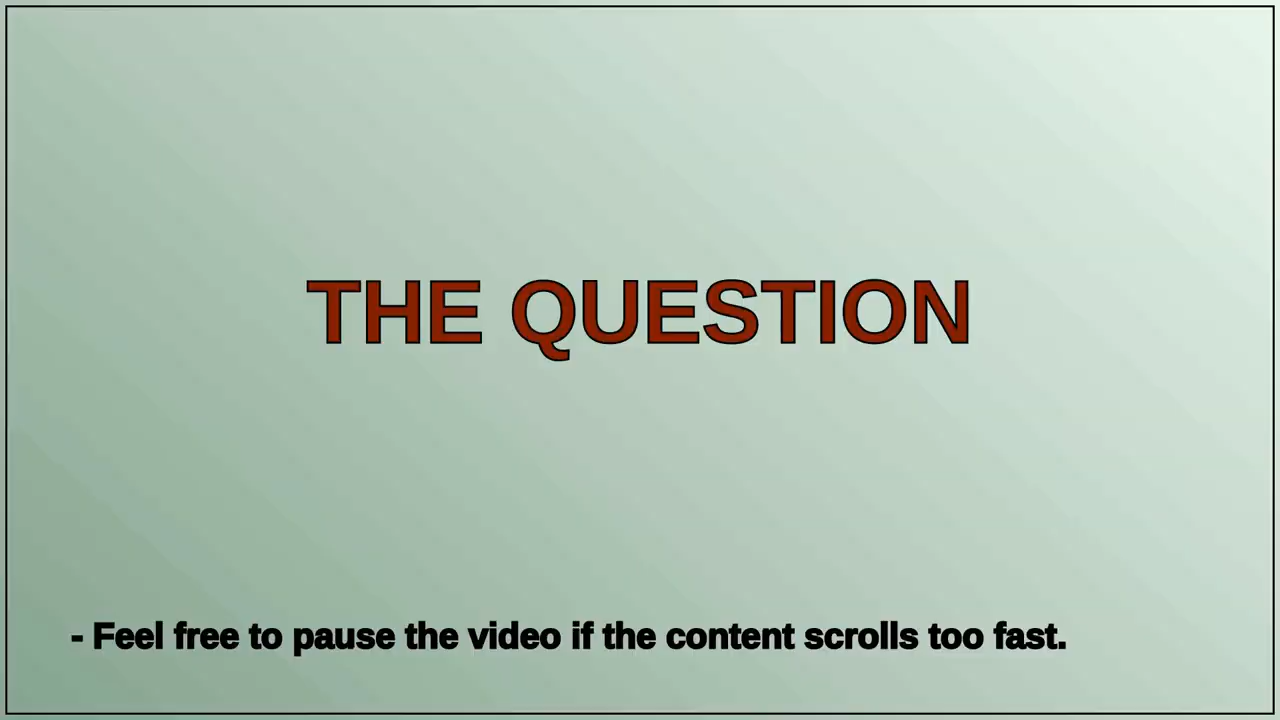 THE QUESTION
- Feel free to pause the video if the content scrolls too fast.